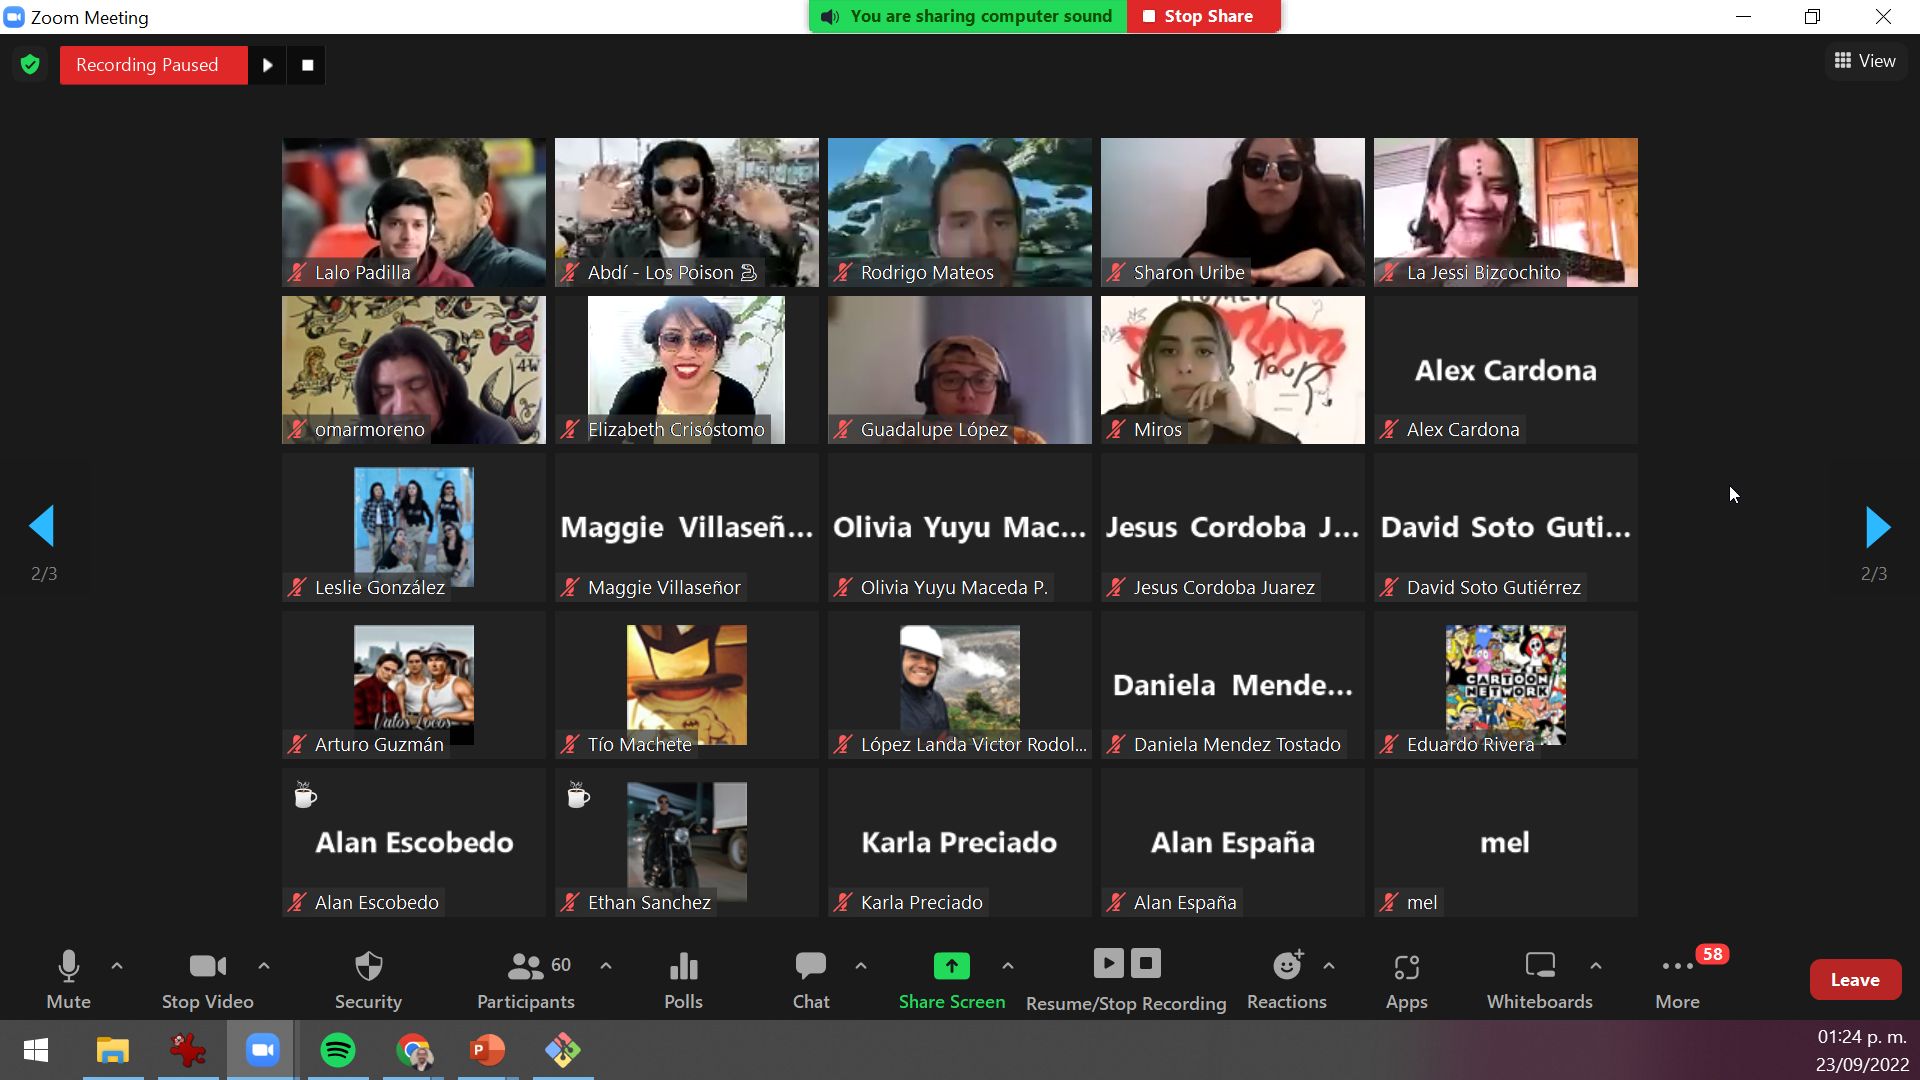 Zoom Meeting
You are sharing computer sound
Stop Share
Recording Paused
View
Lalo Padilla
Abdí - Los Poison
Rodrigo Mateos
Sharon Uribe
La Jessi Bizcochito
omarmoreno
Elizabeth Crisóstomo
Guadalupe López
Miros
Alex Cardona
Alex Cardona
2/3
2/3
Leslie González
Maggie Villaseñ...
Maggie Villaseñor
Olivia Yuyu Mac...
Olivia Yuyu Maceda P.
Jesus Cordoba J...
Jesus Cordoba Juarez
David Soto Guti...
David Soto Gutiérrez
Vatos Locos
Arturo Guzmán
Tío Machete
López Landa Victor Rodol...
Daniela Mende...
Daniela Mendez Tostado
CARTOON
NETWORK
Eduardo Rivera
Alan Escobedo
Alan Escobedo
Ethan Sanchez
Karla Preciado
Karla Preciado
Alan España
Alan España
mel
mel
Mute
Stop Video
Security
60
Participants
Polls
Chat
Share Screen
Resume/Stop Recording
Reactions
Apps
Whiteboards
58
More
Leave
01:24 p. m.
23/09/2022